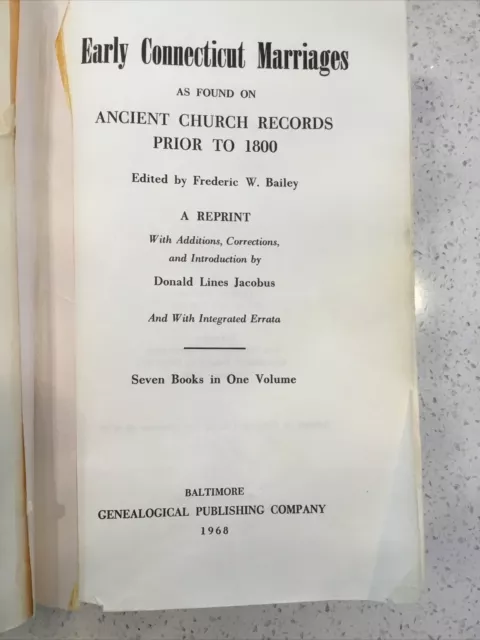 Early Connecticut Marriages
AS FOUND ON
ANCIENT CHURCH RECORDS
PRIOR TO 1800
Edited by Frederic W. Bailey
A REPRINT
With Additions, Corrections,
and Introduction by
Donald Lines Jacobus
And With Integrated Errata
Seven Books in One Volume
BALTIMORE
GENEALOGICAL PUBLISHING COMPANY
1968